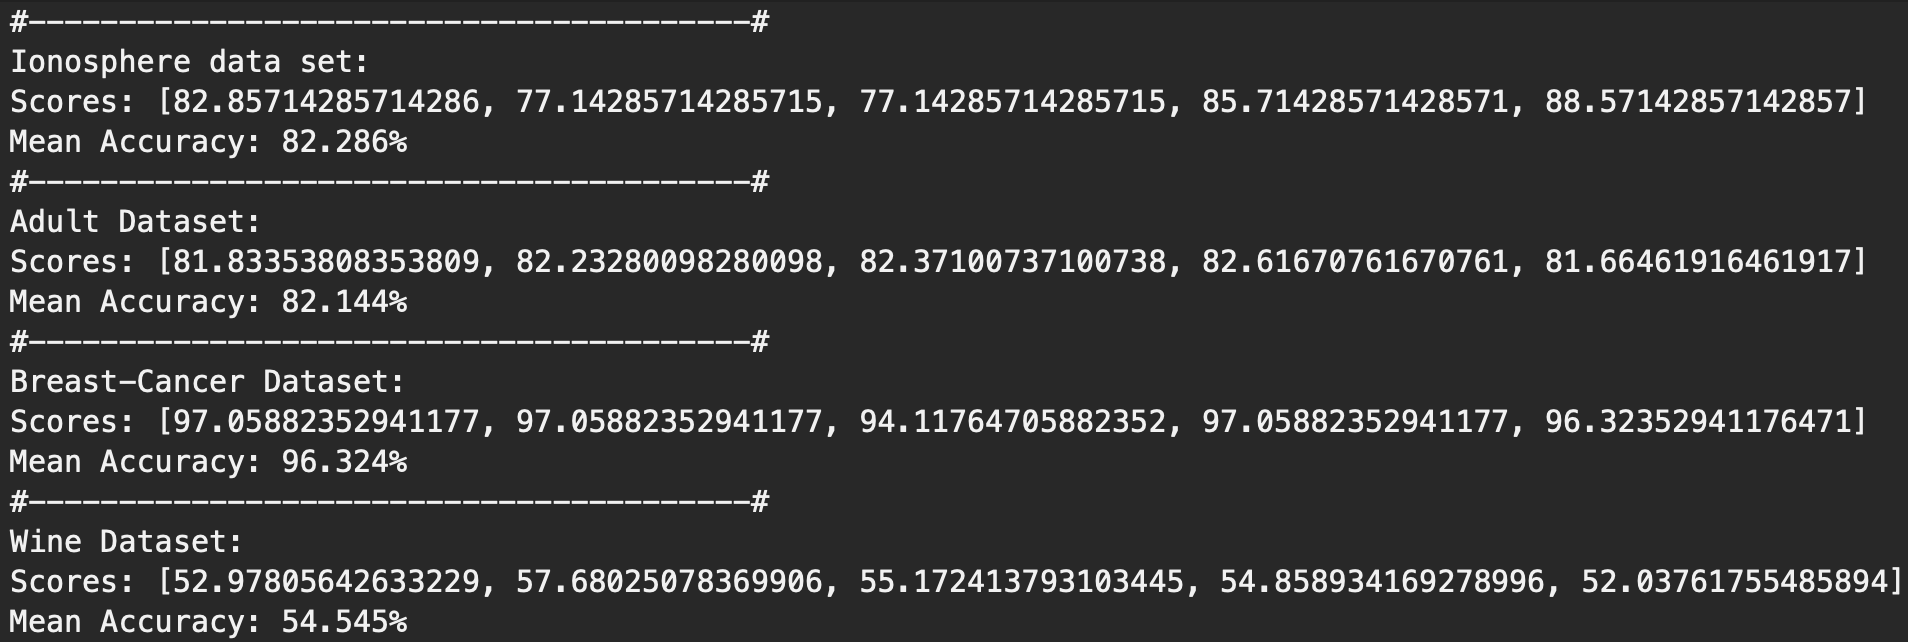 #----------------------------------------#
Ionosphere data set:
Scores: [82.85714285714286, 77.14285714285715, 77.14285714285715, 85.71428571428571, 88.57142857142857]
Mean Accuracy: 82.286%
#----------------------------------------#
Adult Dataset:
Scores: [81.83353808353809, 82.23280098280098, 82.37100737100738, 82.61670761670761, 81.66461916461917]
Mean Accuracy: 82.144%
#----------------------------------------#
Breast-Cancer Dataset:
Scores: [97.05882352941177, 97.05882352941177, 94.11764705882352, 97.05882352941177, 96.32352941176471]
Mean Accuracy: 96.324%
#----------------------------------------#
Wine Dataset:
Scores: [52.97805642633229, 57.68025078369906, 55.172413793103445, 54.858934169278996, 52.03761755485894]
Mean Accuracy: 54.545%